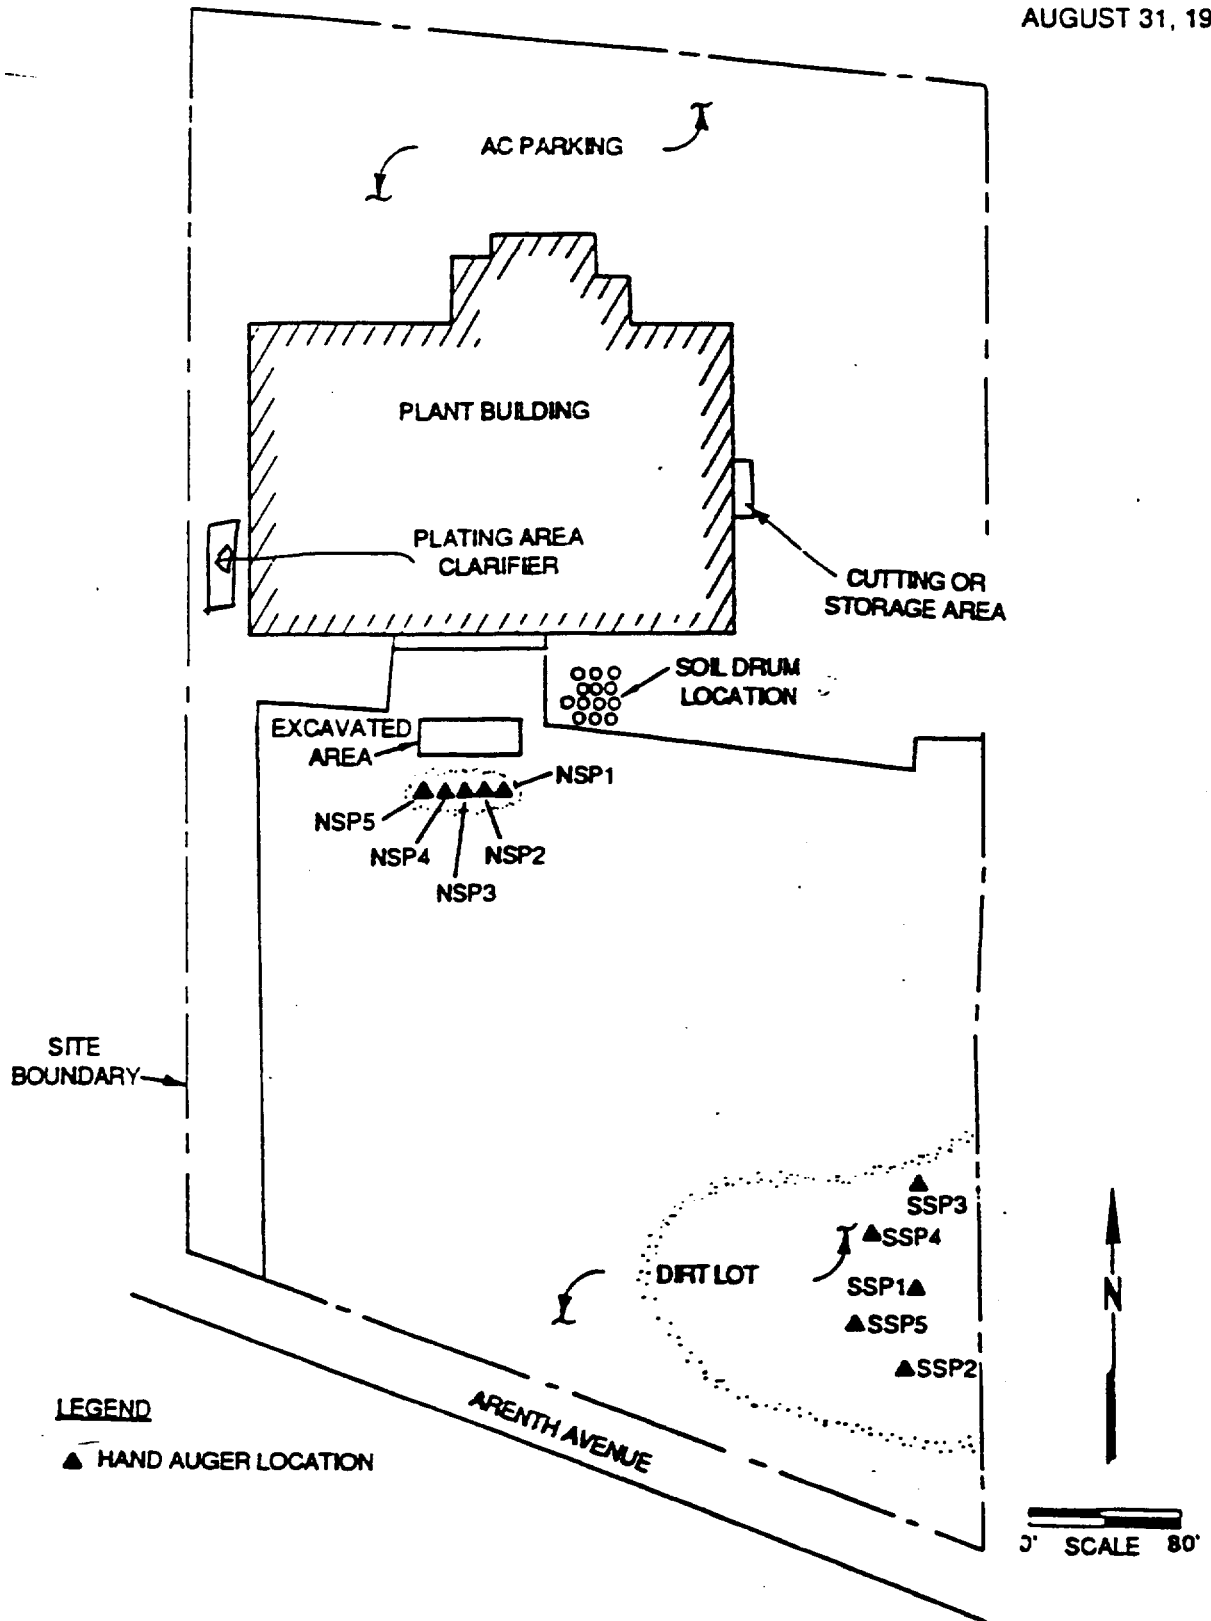 AUGUST 31, 19
AC PARKING
PLANT BUILDING
PLATING AREA
CLARIFIER
CUTTING OR
STORAGE AREA
SOIL DRUM
LOCATION
EXCAVATED
AREA
NSP1
NSP5
NSP4
NSP2
NSP3
SITE
BOUNDARY
SSP3
SSP4
DIRT LOT
SSP1
SSP5
SSP2
N
ARENTH AVENUE
LEGEND
HAND AUGER LOCATION
0' SCALE 80'